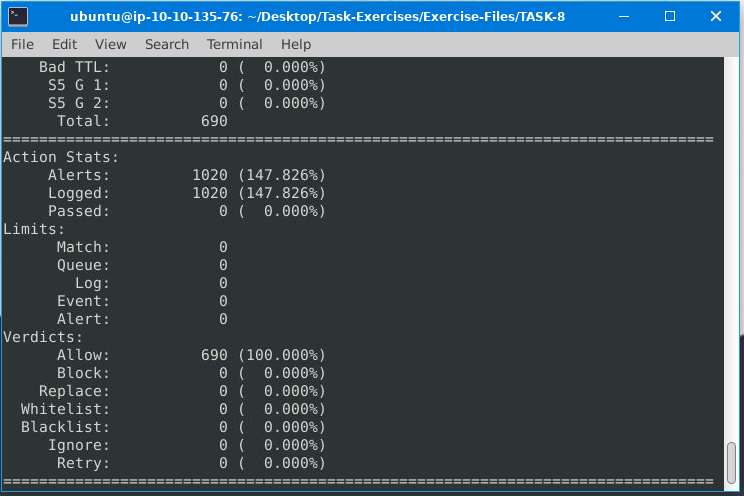 ubuntu@ip-10-10-135-76: ~/Desktop/Task-Exercises/Exercise-Files/TASK-8
File Edit View Search Terminal Help
Bad TTL: 0 ( 0.000%)
S5 G 1: 0 ( 0.000%)
S5 G 2: 0 ( 0.000%)
Total: 690
===============================================================================
Action Stats:
Alerts: 1020 (147.826%)
Logged: 1020 (147.826%)
Passed: 0 ( 0.000%)
Limits:
Match: 0
Queue: 0
Log: 0
Event: 0
Alert: 0
Verdicts:
Allow: 690 (100.000%)
Block: 0 ( 0.000%)
Replace: 0 ( 0.000%)
Whitelist: 0 ( 0.000%)
Blacklist: 0 ( 0.000%)
Ignore: 0 ( 0.000%)
Retry: 0 ( 0.000%)
===============================================================================